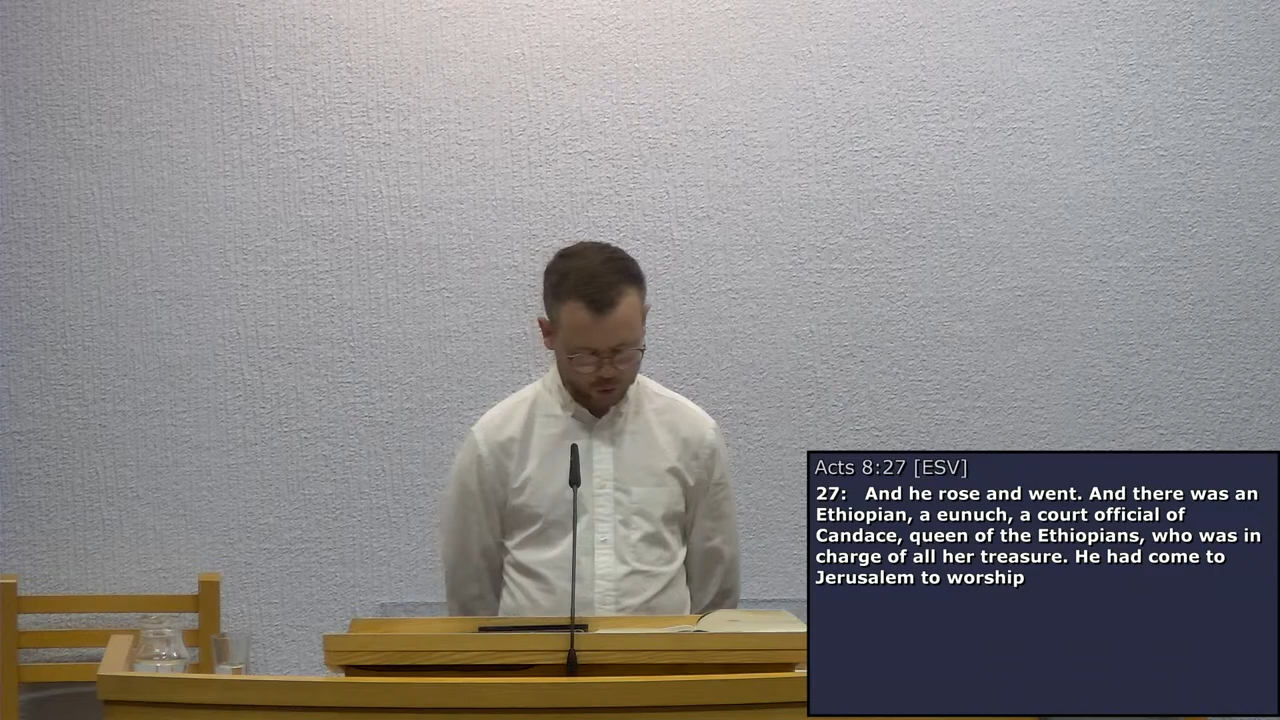 Acts 8:27 [ESV]
27:   And he rose and went. And there was an
Ethiopian, a eunuch, a court official of
Candace, queen of the Ethiopians, who was in
charge of all her treasure. He had come to
Jerusalem to worship